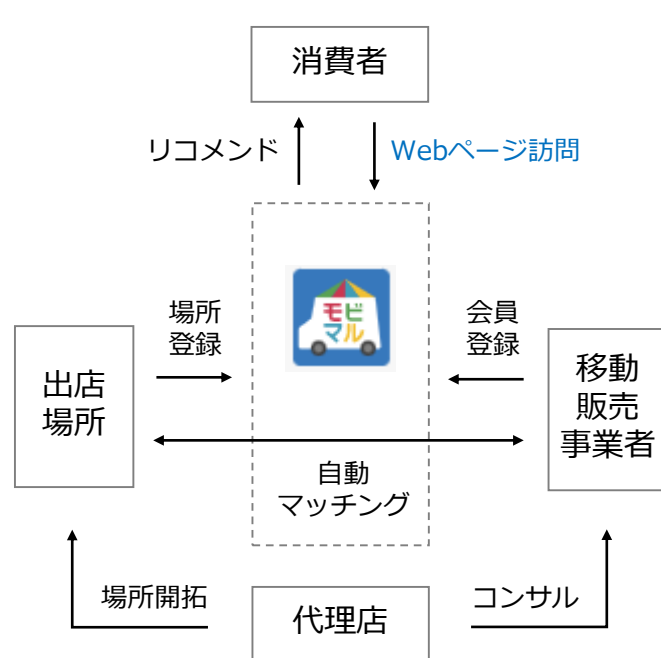 消費者
リコメンド
Webページ訪問
モビ
マル
場所
登録
会員
登録
出店
場所
移動
販売
事業者
自動
マッチング
場所開拓
コンサル
代理店